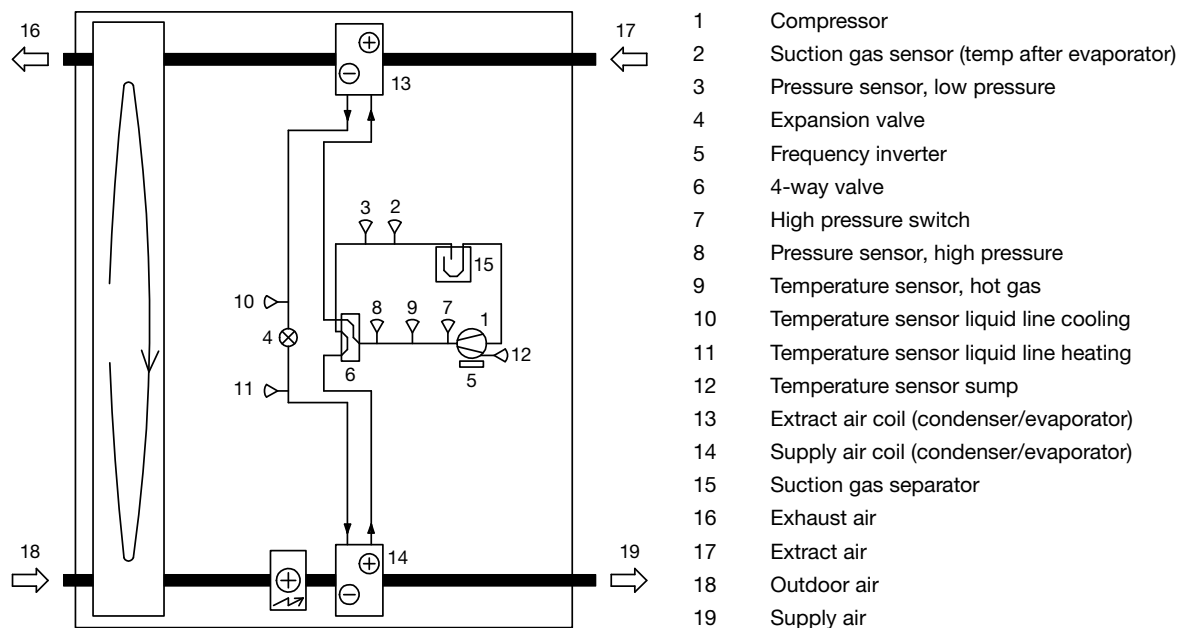 16
17
13
3
2
15
10
8
9
7
1
4
12
6
5
11
18
14
19
1 Compressor
2 Suction gas sensor (temp after evaporator)
3 Pressure sensor, low pressure
4 Expansion valve
5 Frequency inverter
6 4-way valve
7 High pressure switch
8 Pressure sensor, high pressure
9 Temperature sensor, hot gas
10 Temperature sensor liquid line cooling
11 Temperature sensor liquid line heating
12 Temperature sensor sump
13 Extract air coil (condenser/evaporator)
14 Supply air coil (condenser/evaporator)
15 Suction gas separator
16 Exhaust air
17 Extract air
18 Outdoor air
19 Supply air